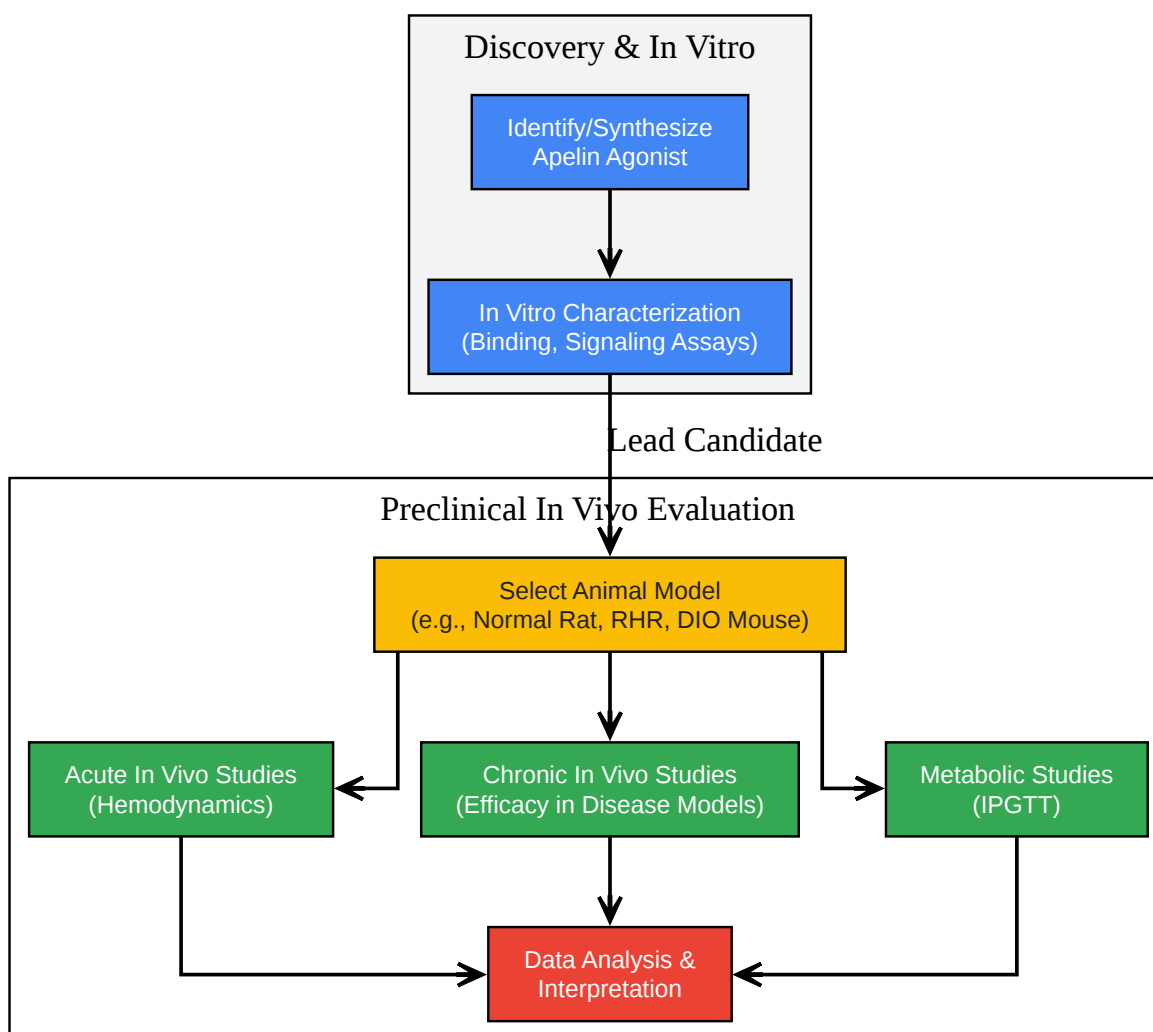 Discovery & In Vitro
Identify/Synthesize
Apelin Agonist
In Vitro Characterization
(Binding, Signaling Assays)
Lead Candidate
Preclinical In Vivo Evaluation
Select Animal Model
(e.g., Normal Rat, RHR, DIO Mouse)
Acute In Vivo Studies
(Hemodynamics)
Chronic In Vivo Studies
(Efficacy in Disease Models)
Metabolic Studies
(IPGTT)
Data Analysis &
Interpretation